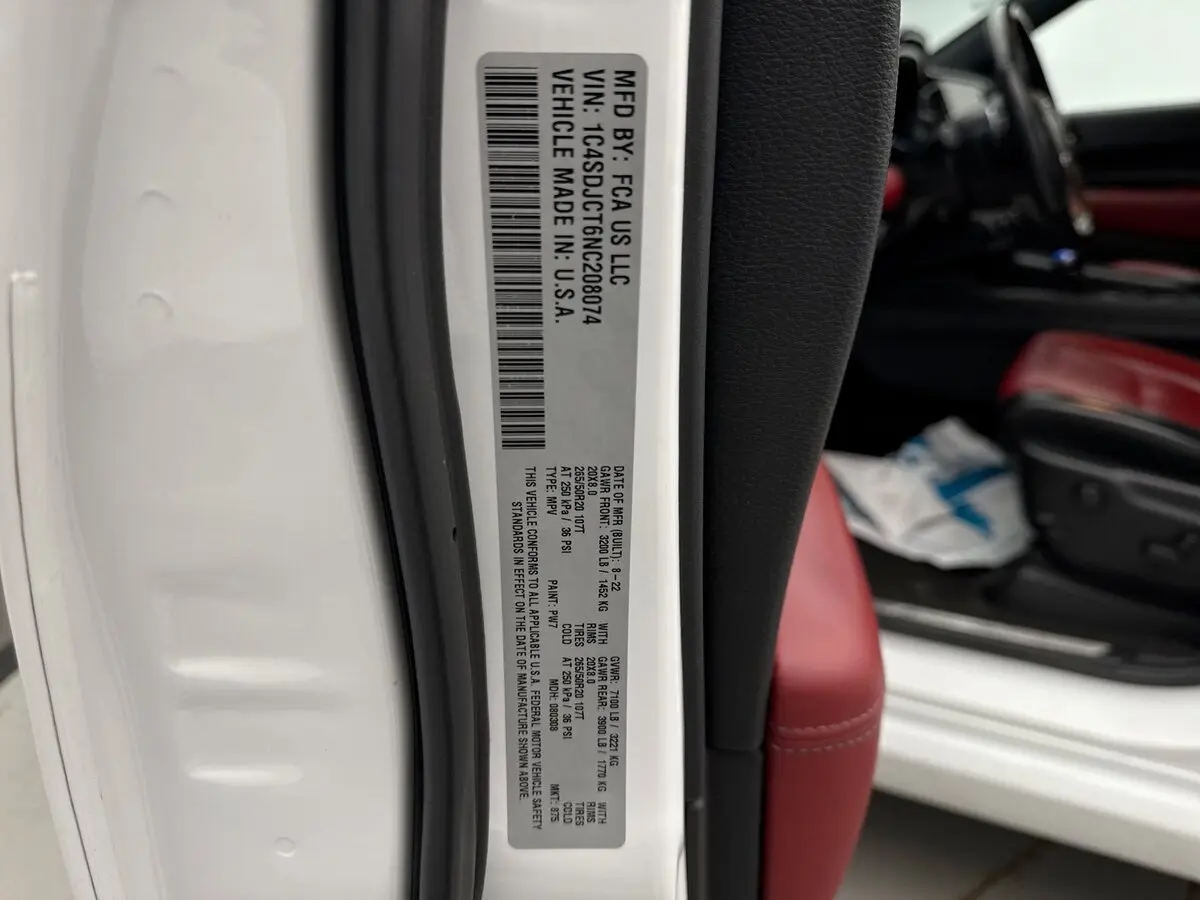 MFD BY: FCA US LLC
VIN: 1C4SDJCT6NC208074
VEHICLE MADE IN: U.S.A.
DATE OF MFR (BUILT): 8-22 GVWR: 7100 LB / 3221 KG
GAWR FRONT: 3200 LB / 1452 KG WITH GAWR REAR: 3900 LB / 1770 KG WITH
20X8.0 RIMS 20X8.0 RIMS
265/50R20 107T TIRES 265/50R20 107T TIRES
AT 250 kPa / 36 PSI COLD AT 250 kPa / 36 PSI COLD
TYPE: MPV PAINT: PW7 MDH: 080308 MKT: 875
THIS VEHICLE CONFORMS TO ALL APPLICABLE U.S.A. FEDERAL MOTOR VEHICLE SAFETY
STANDARDS IN EFFECT ON THE DATE OF MANUFACTURE SHOWN ABOVE.